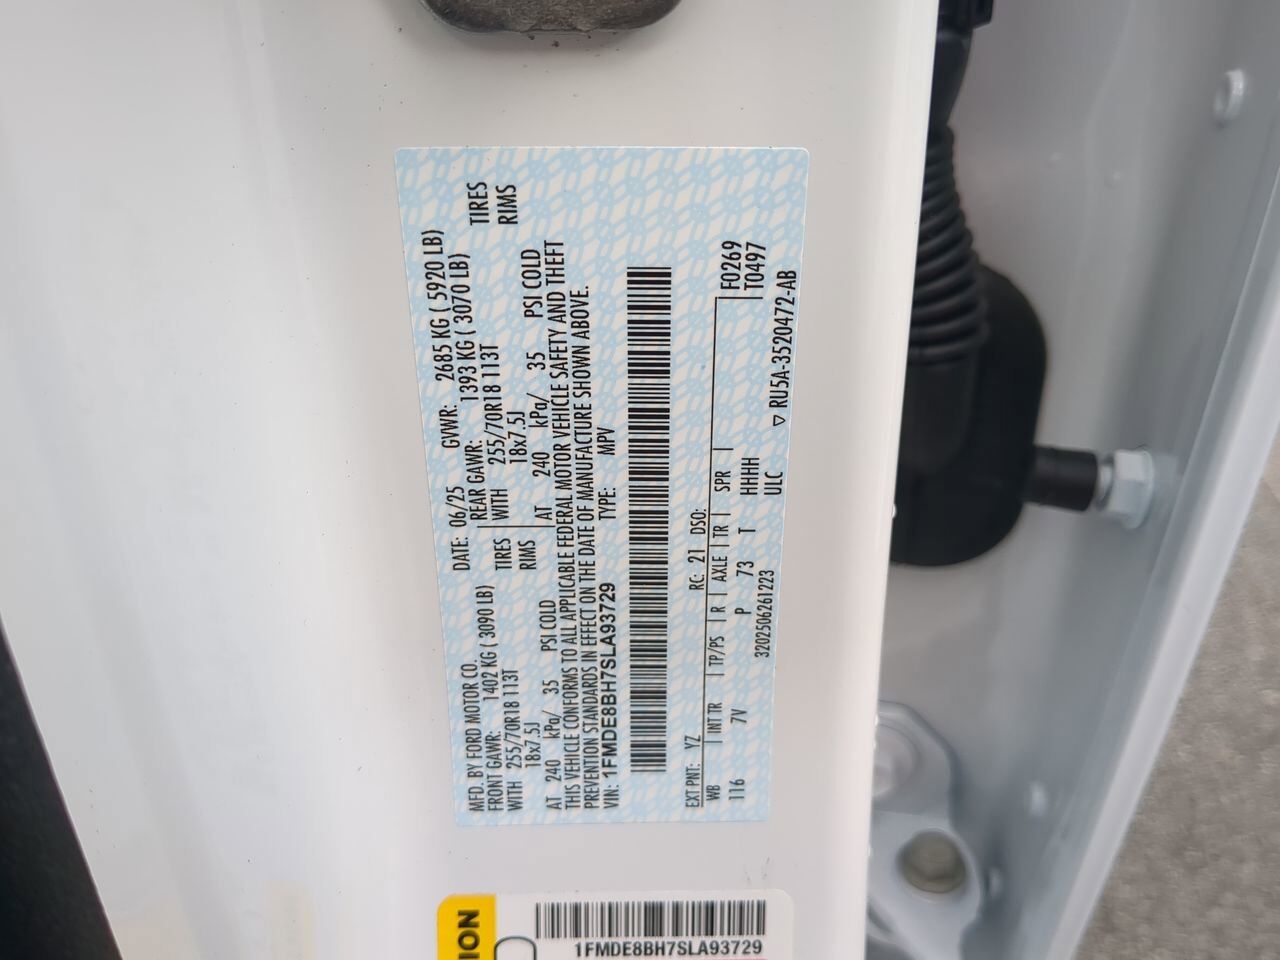 MFD. BY FORD MOTOR CO. DATE: 06/25 GVWR: 2685 KG ( 5920 LB)
FRONT GAWR: 1402 KG ( 3090 LB) REAR GAWR: 1393 KG ( 3070 LB)
WITH 255/70R18 113T TIRES WITH 255/70R18 113T TIRES
18x7.5J RIMS 18x7.5J RIMS
AT 240 kPa/ 35 PSI COLD AT 240 kPa/ 35 PSI COLD
THIS VEHICLE CONFORMS TO ALL APPLICABLE FEDERAL MOTOR VEHICLE SAFETY AND THEFT
PREVENTION STANDARDS IN EFFECT ON THE DATE OF MANUFACTURE SHOWN ABOVE.
VIN: 1FMDE8BH7SLA93729 TYPE: MPV
EXT PNT: YZ RC: 21 DSO:
WB INT TR TP/PS R AXLE TR SPR F0269
116 7V P 73 T HHHH T0497
3202506261223 ULC RU5A-3520472-AB
ION
1FMDE8BH7SLA93729